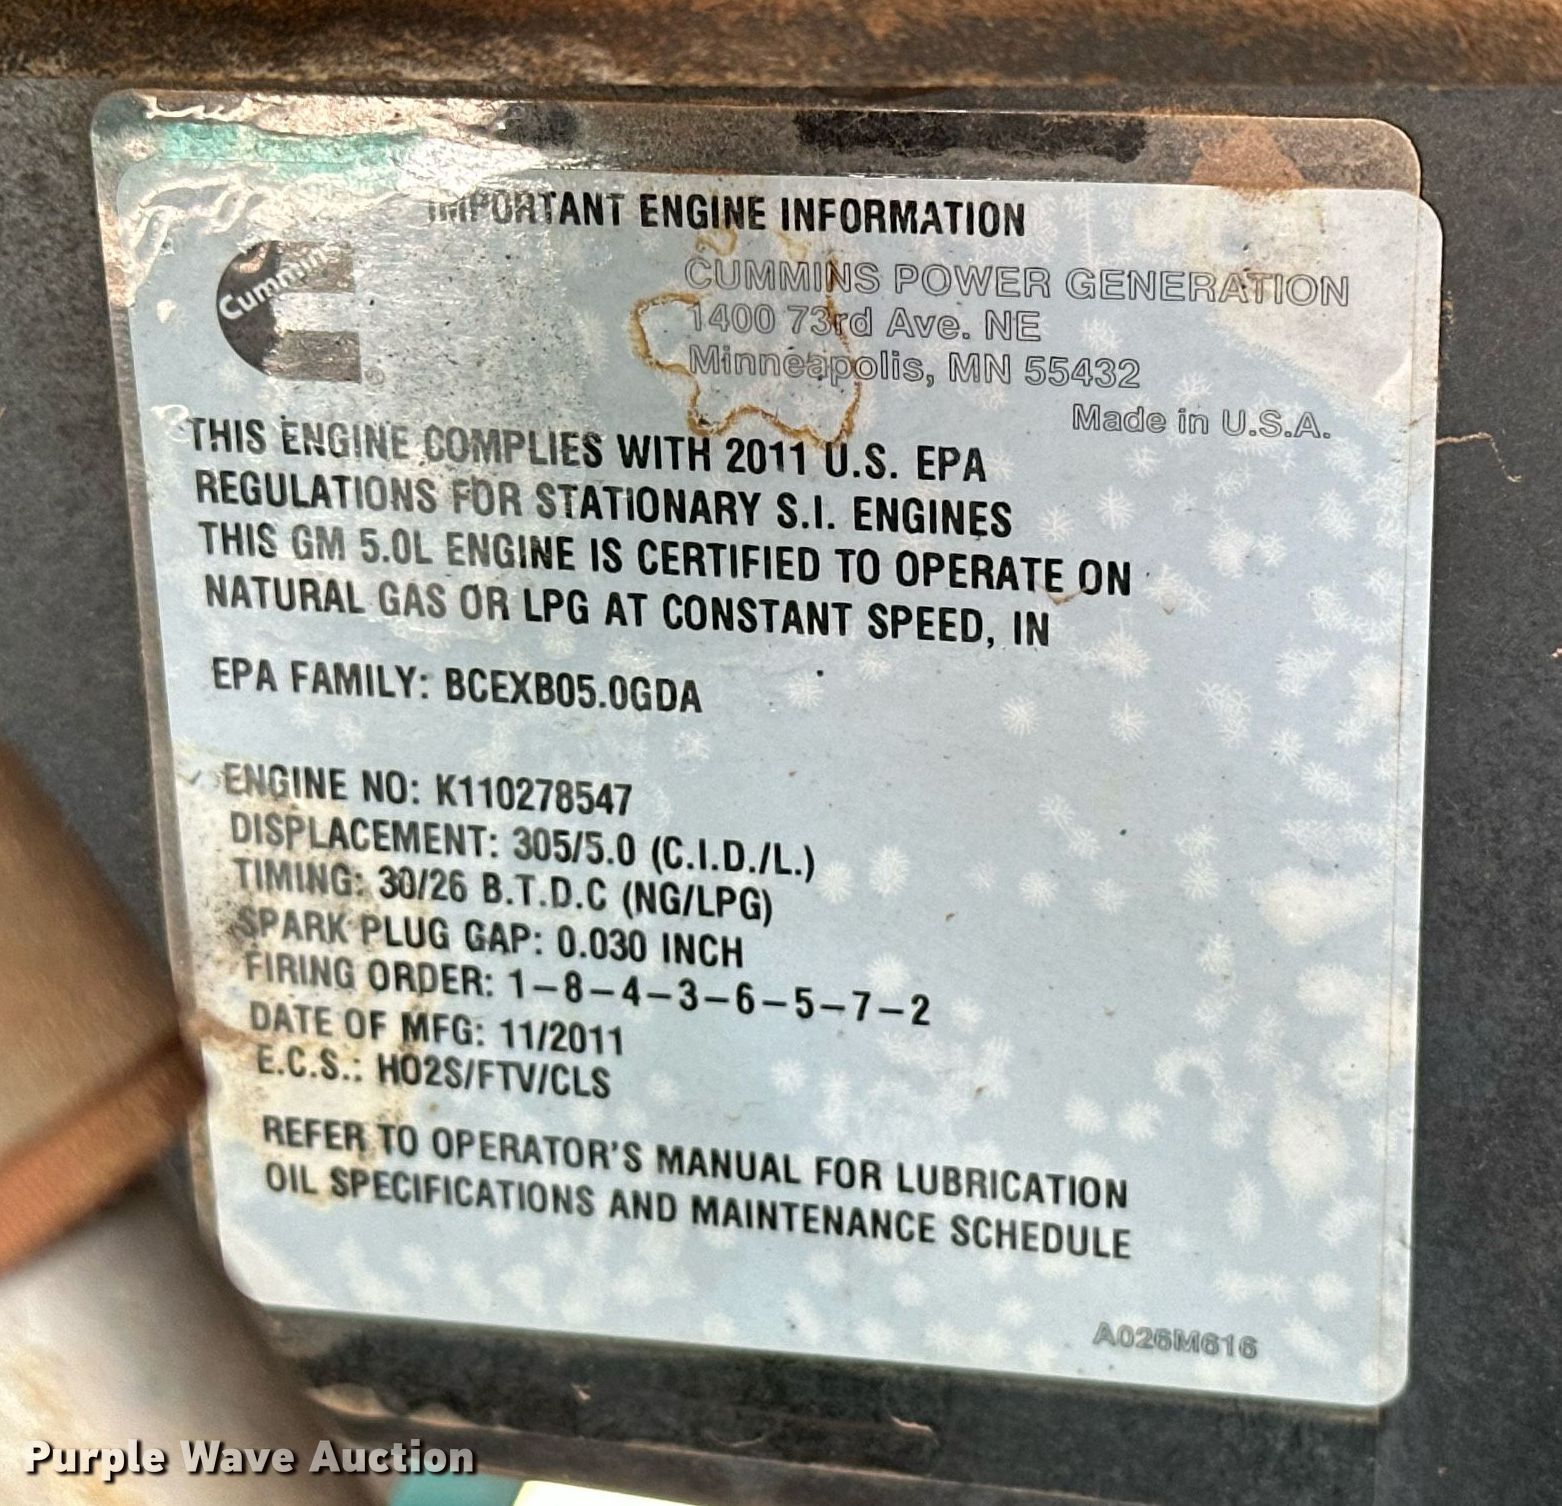 IMPORTANT ENGINE INFORMATION
Cummins
®
CUMMINS POWER GENERATION
1400 73rd Ave. NE
Minneapolis, MN 55432
Made in U.S.A.
THIS ENGINE COMPLIES WITH 2011 U.S. EPA
REGULATIONS FOR STATIONARY S.I. ENGINES
THIS GM 5.0L ENGINE IS CERTIFIED TO OPERATE ON
NATURAL GAS OR LPG AT CONSTANT SPEED, IN
EPA FAMILY: BCEXB05.0GDA
ENGINE NO: K110278547
DISPLACEMENT: 305/5.0 (C.I.D./L.)
TIMING: 30/26 B.T.D.C (NG/LPG)
SPARK PLUG GAP: 0.030 INCH
FIRING ORDER: 1-8-4-3-6-5-7-2
DATE OF MFG: 11/2011
E.C.S.: HO2S/FTV/CLS
REFER TO OPERATOR'S MANUAL FOR LUBRICATION
OIL SPECIFICATIONS AND MAINTENANCE SCHEDULE
A026M616
Purple Wave Auction